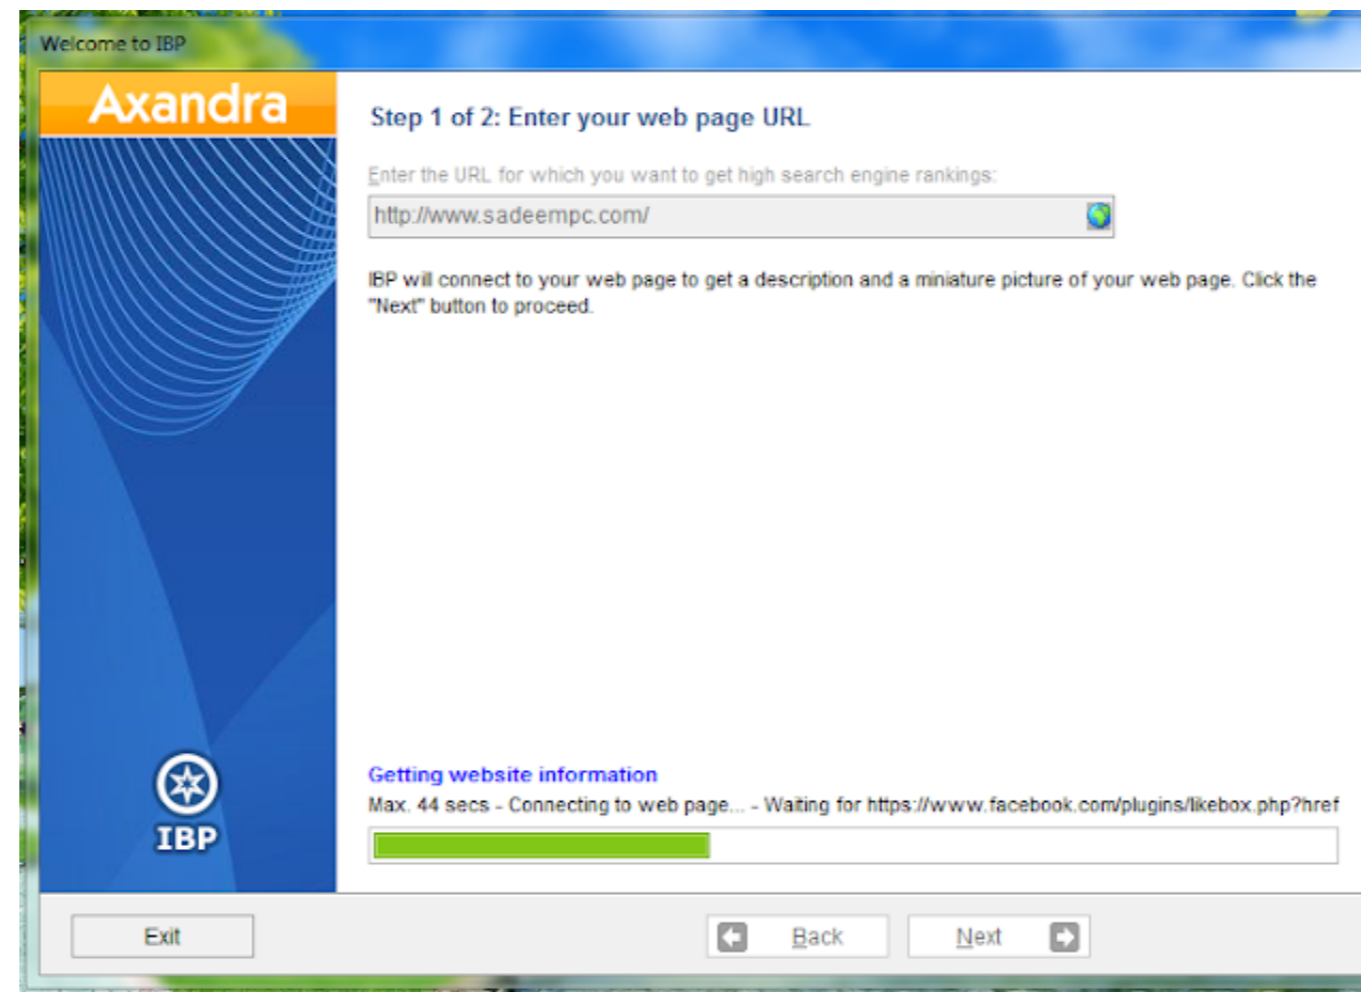 Welcome to IBP
Axandra
Step 1 of 2: Enter your web page URL
Enter the URL for which you want to get high search engine rankings:
http://www.sadeempc.com/
IBP will connect to your web page to get a description and a miniature picture of your web page. Click the
"Next" button to proceed.
Getting website information
Max. 44 secs - Connecting to web page... - Waiting for https://www.facebook.com/plugins/likebox.php?href
IBP
Exit
Back
Next